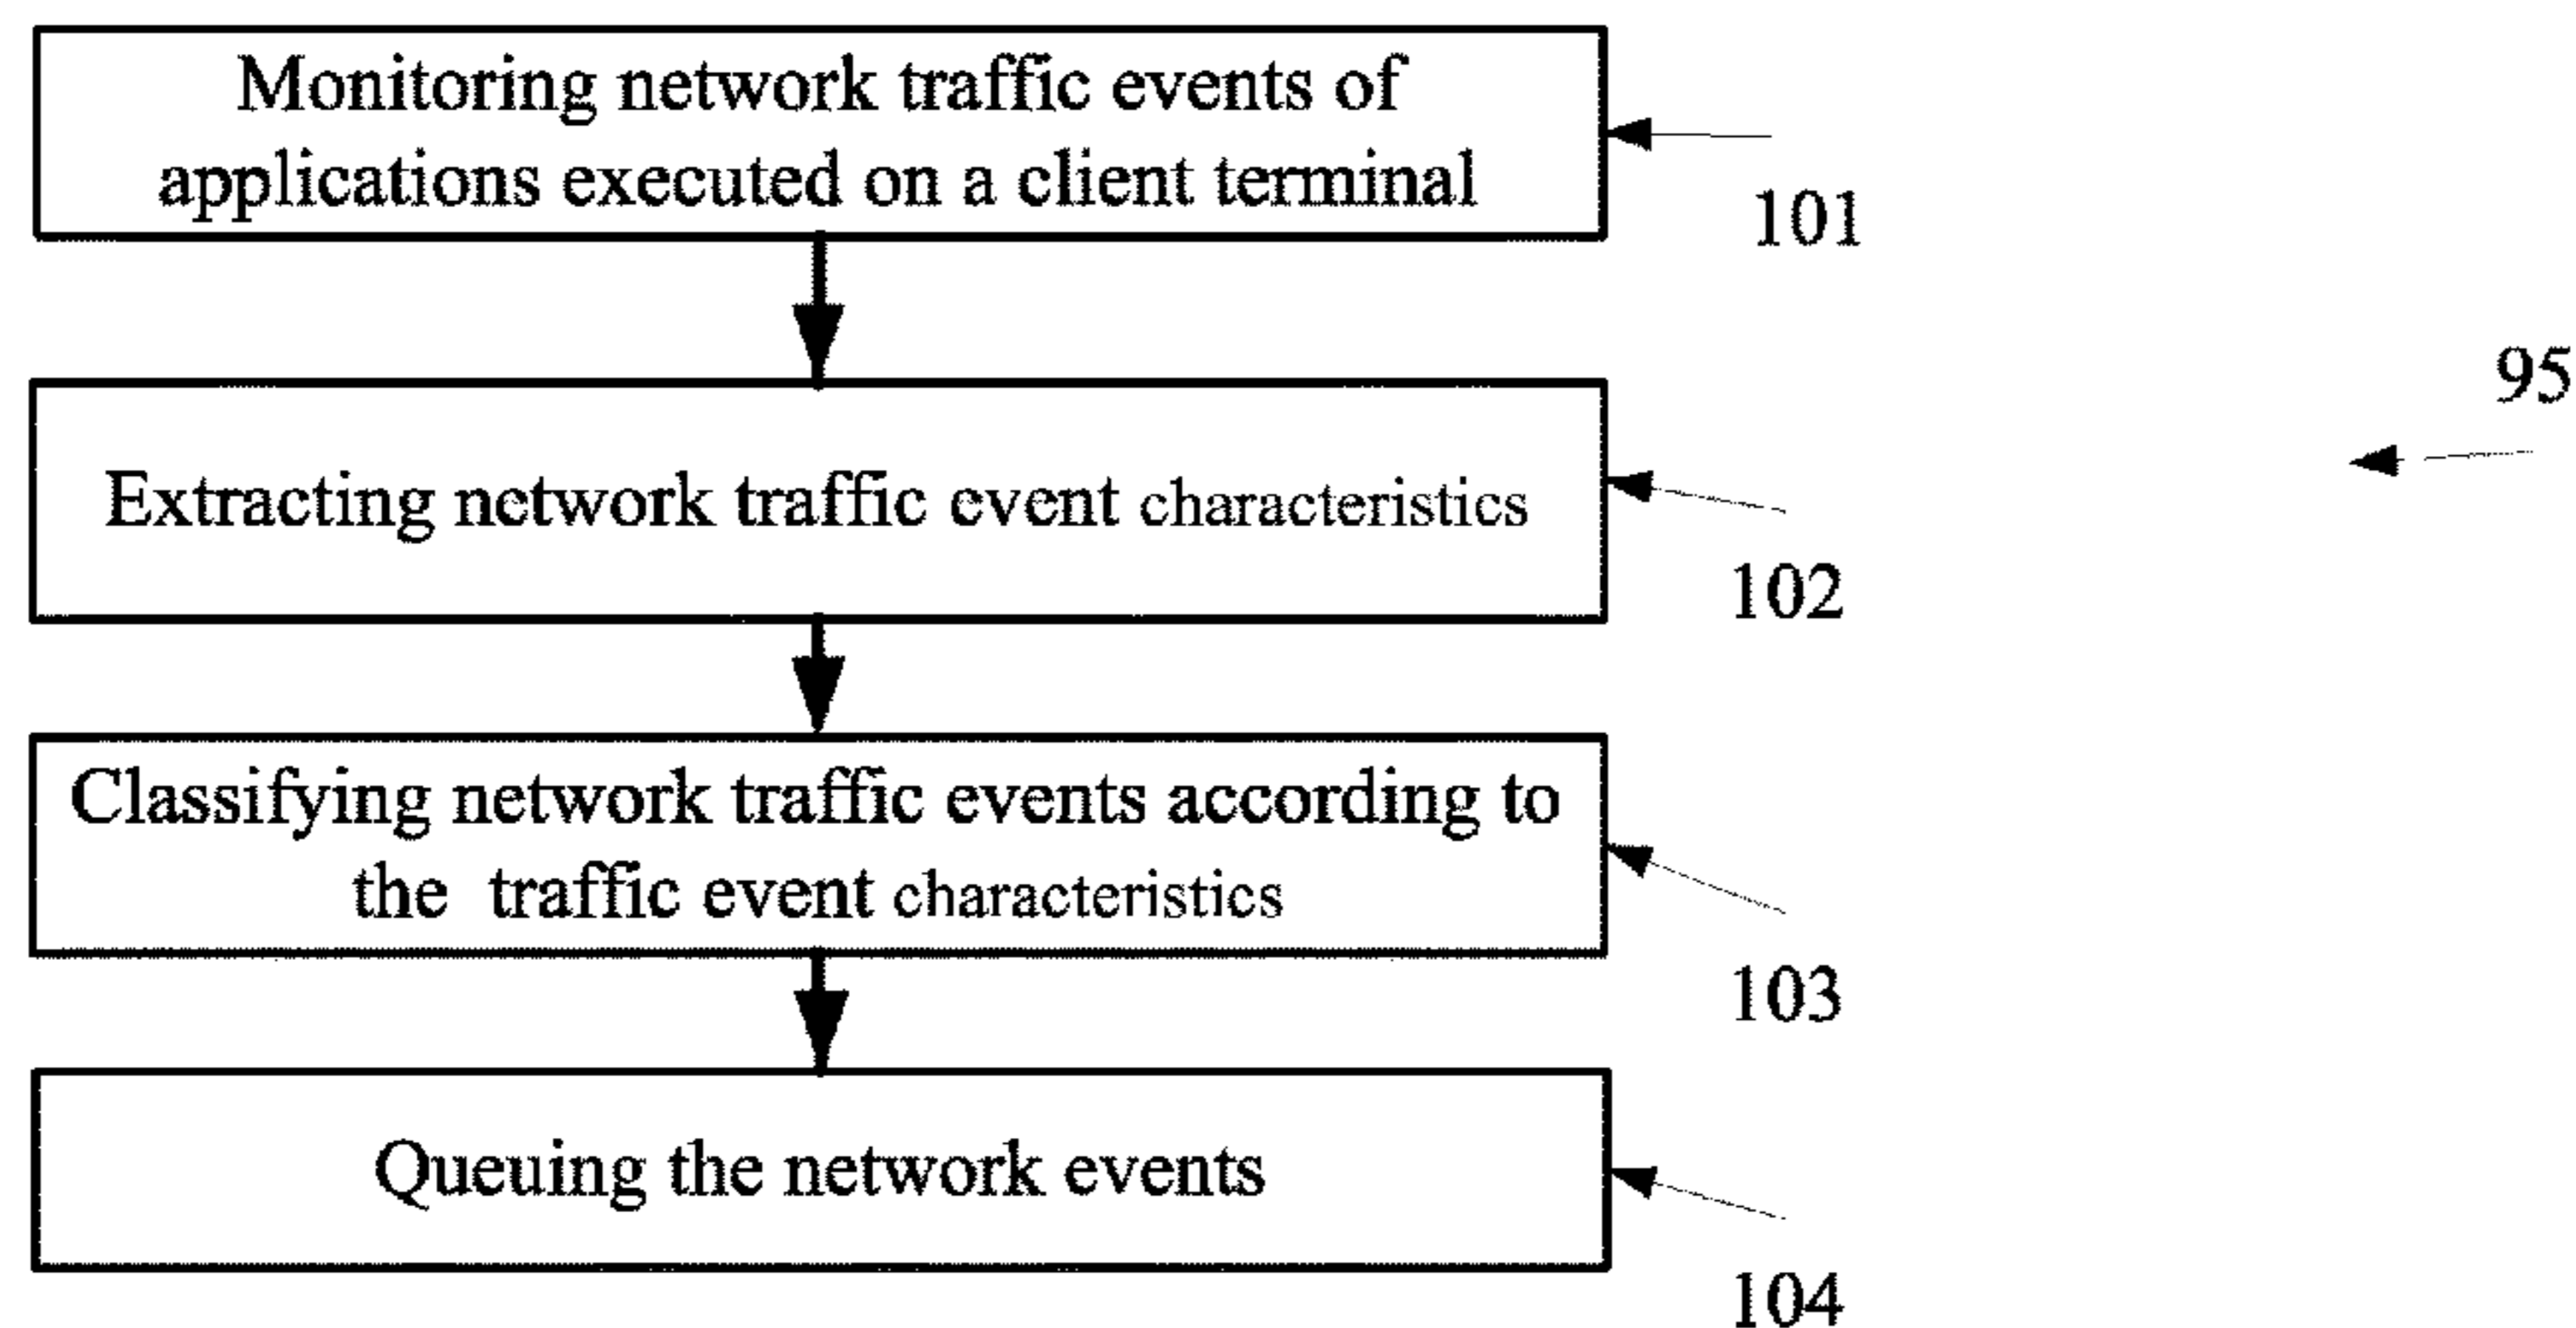 Monitoring network traffic events of
applications executed on a client terminal
101
95
Extracting network traffic event characteristics
102
Classifying network traffic events according to
the traffic event characteristics
103
Queuing the network events
104